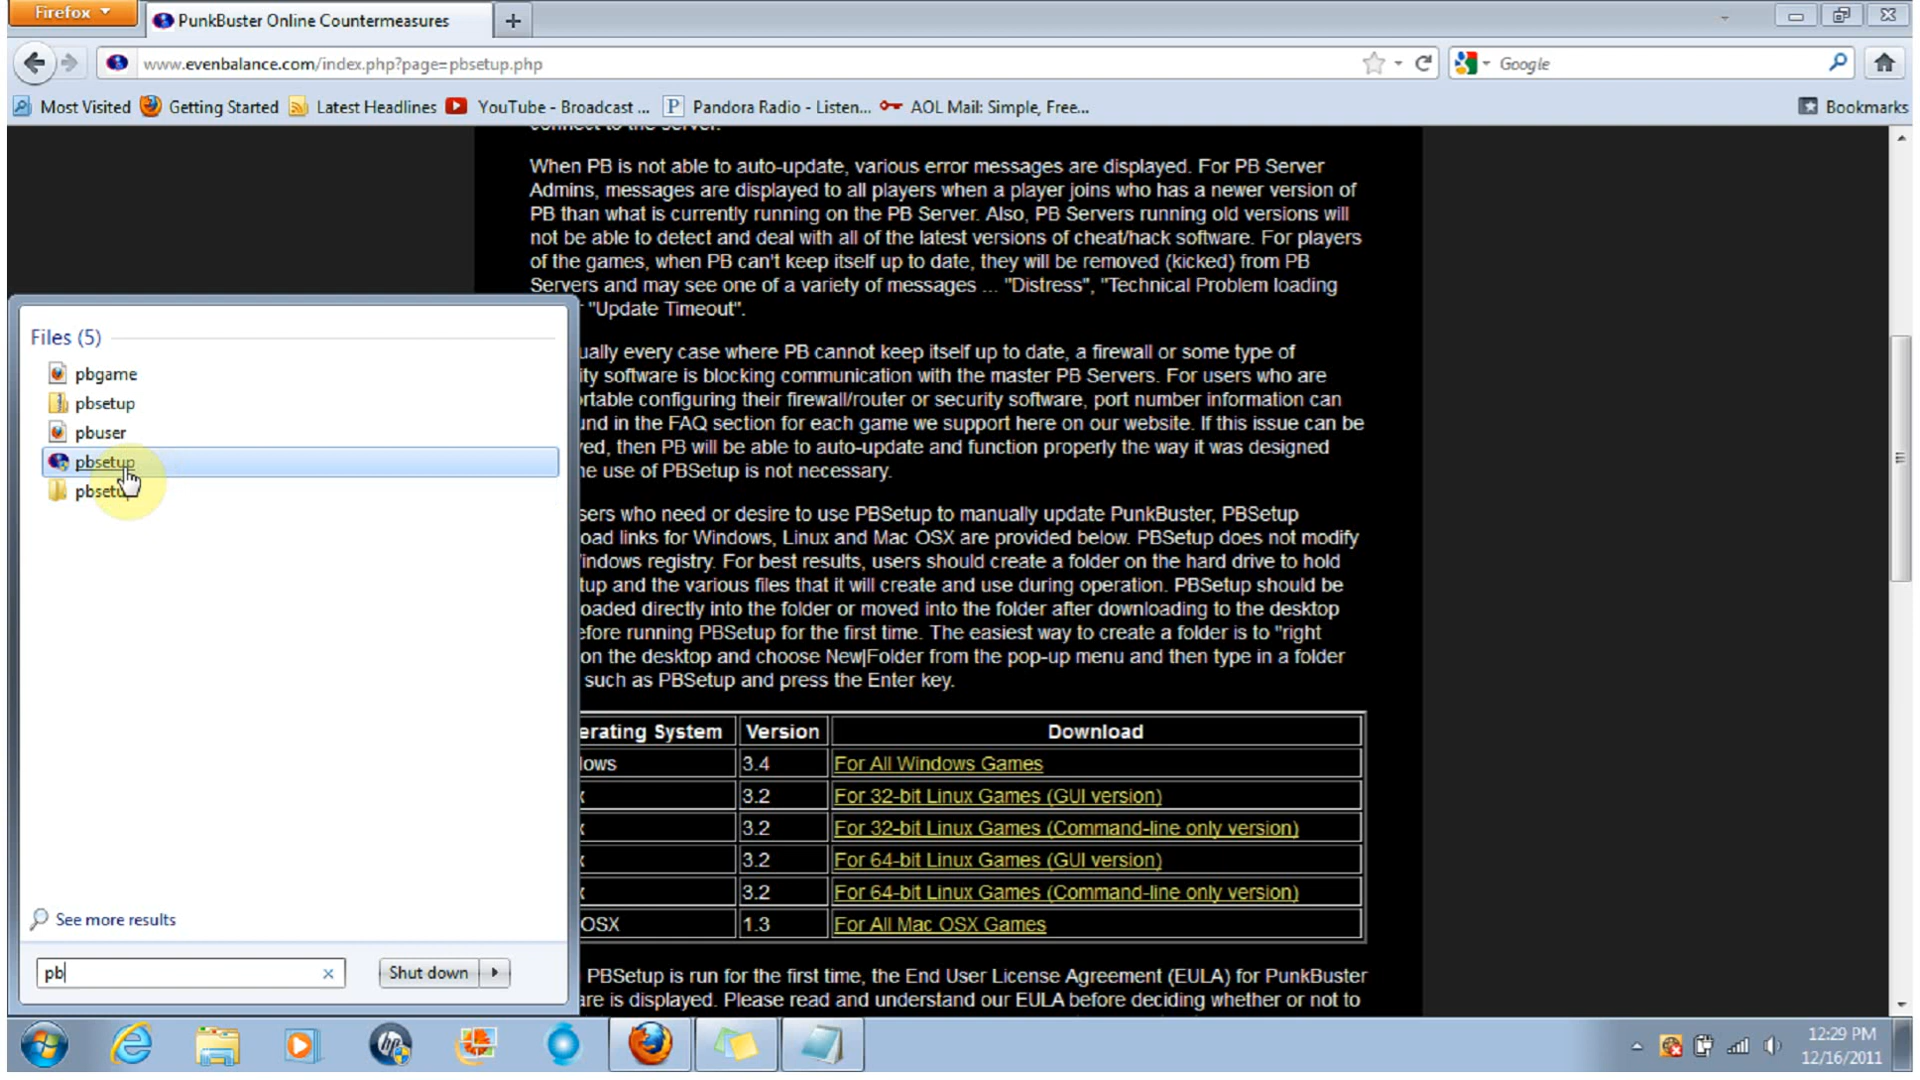 Firefox
PunkBuster Online Countermeasures
www.evenbalance.com/index.php?page=pbsetup.php
Google
Most Visited
Getting Started
Latest Headlines
YouTube - Broadcast ...
Pandora Radio - Listen...
AOL Mail: Simple, Free...
Bookmarks
connect to the Server.
When PB is not able to auto-update, various error messages are displayed. For PB Server
Admins, messages are displayed to all players when a player joins who has a newer version of
PB than what is currently running on the PB Server. Also, PB Servers running old versions will
not be able to detect and deal with all of the latest versions of cheat/hack software. For players
of the games, when PB can't keep itself up to date, they will be removed (kicked) from PB
Servers and may see one of a variety of messages ... "Distress", "Technical Problem loading
"Update Timeout".
ually every case where PB cannot keep itself up to date, a firewall or some type of
ity software is blocking communication with the master PB Servers. For users who are
rtable configuring their firewall/router or security software, port number information can
und in the FAQ section for each game we support here on our website. If this issue can be
ved, then PB will be able to auto-update and function properly the way it was designed
ne use of PBSetup is not necessary.
sers who need or desire to use PBSetup to manually update PunkBuster, PBSetup
oad links for Windows, Linux and Mac OSX are provided below. PBSetup does not modify
indows registry. For best results, users should create a folder on the hard drive to hold
tup and the various files that it will create and use during operation. PBSetup should be
oaded directly into the folder or moved into the folder after downloading to the desktop
efore running PBSetup for the first time. The easiest way to create a folder is to "right
on the desktop and choose New|Folder from the pop-up menu and then type in a folder
such as PBSetup and press the Enter key.
erating System Version Download
lows 3.4 For All Windows Games
x 3.2 For 32-bit Linux Games (GUI version)
x 3.2 For 32-bit Linux Games (Command-line only version)
x 3.2 For 64-bit Linux Games (GUI version)
x 3.2 For 64-bit Linux Games (Command-line only version)
OSX 1.3 For All Mac OSX Games
PBSetup is run for the first time, the End User License Agreement (EULA) for PunkBuster
are is displayed. Please read and understand our EULA before deciding whether or not to
Files (5)
pbgame
pbsetup
pbuser
pbsetup
pbsetup
See more results
pb
Shut down
hp
12:29 PM
12/16/2011